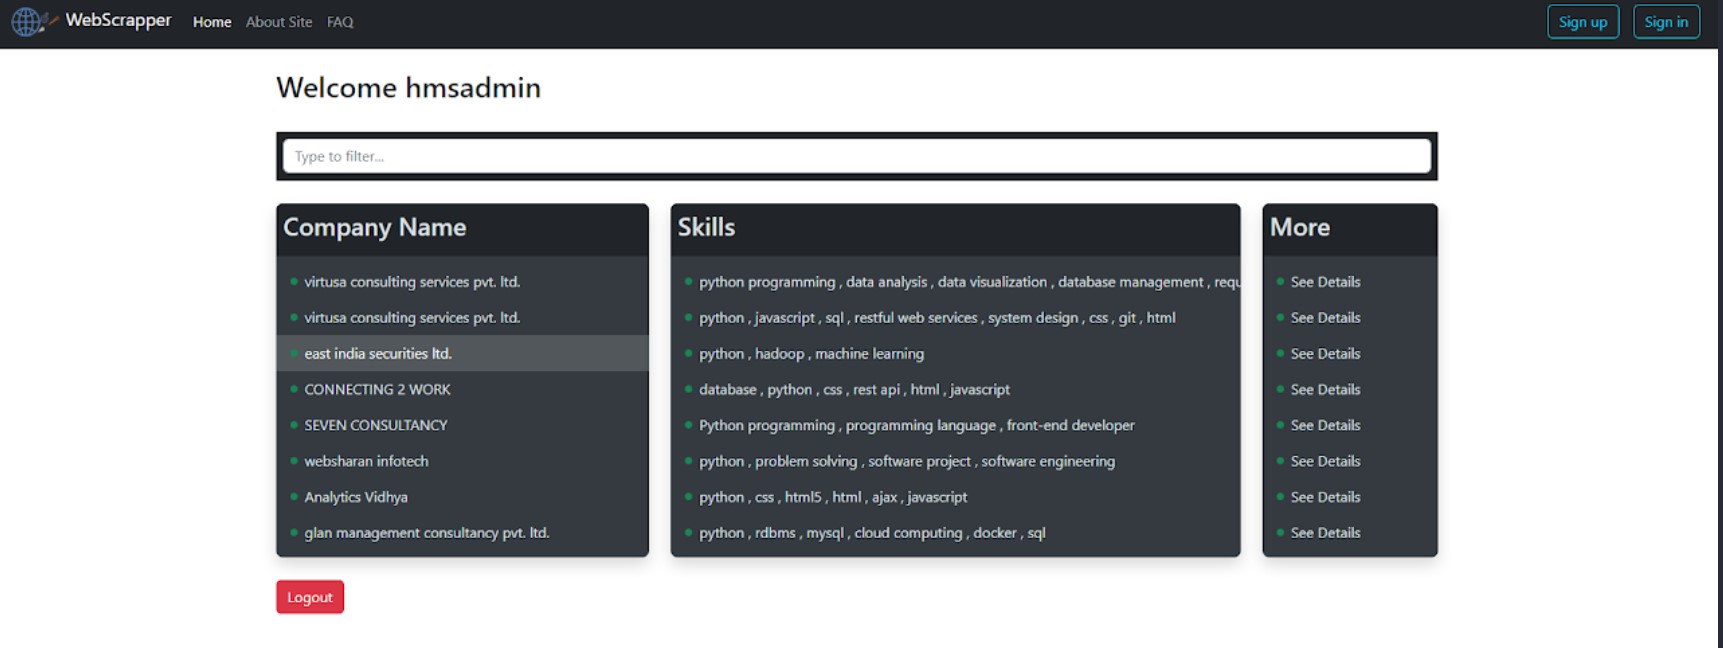 WebScrapper Home About Site FAQ Sign up Sign in
Welcome hmsadmin
Type to filter...
Company Name Skills More
virtusa consulting services pvt. ltd. python programming , data analysis , data visualization , database management , requ See Details
virtusa consulting services pvt. ltd. python , javascript , sql , restful web services , system design , css , git , html See Details
east india securities ltd. python , hadoop , machine learning See Details
CONNECTING 2 WORK database , python , css , rest api , html , javascript See Details
SEVEN CONSULTANCY Python programming , programming language , front-end developer See Details
websharan infotech python , problem solving , software project , software engineering See Details
Analytics Vidhya python , css , html5 , html , ajax , javascript See Details
glan management consultancy pvt. ltd. python , rdbms , mysql , cloud computing , docker , sql See Details
Logout